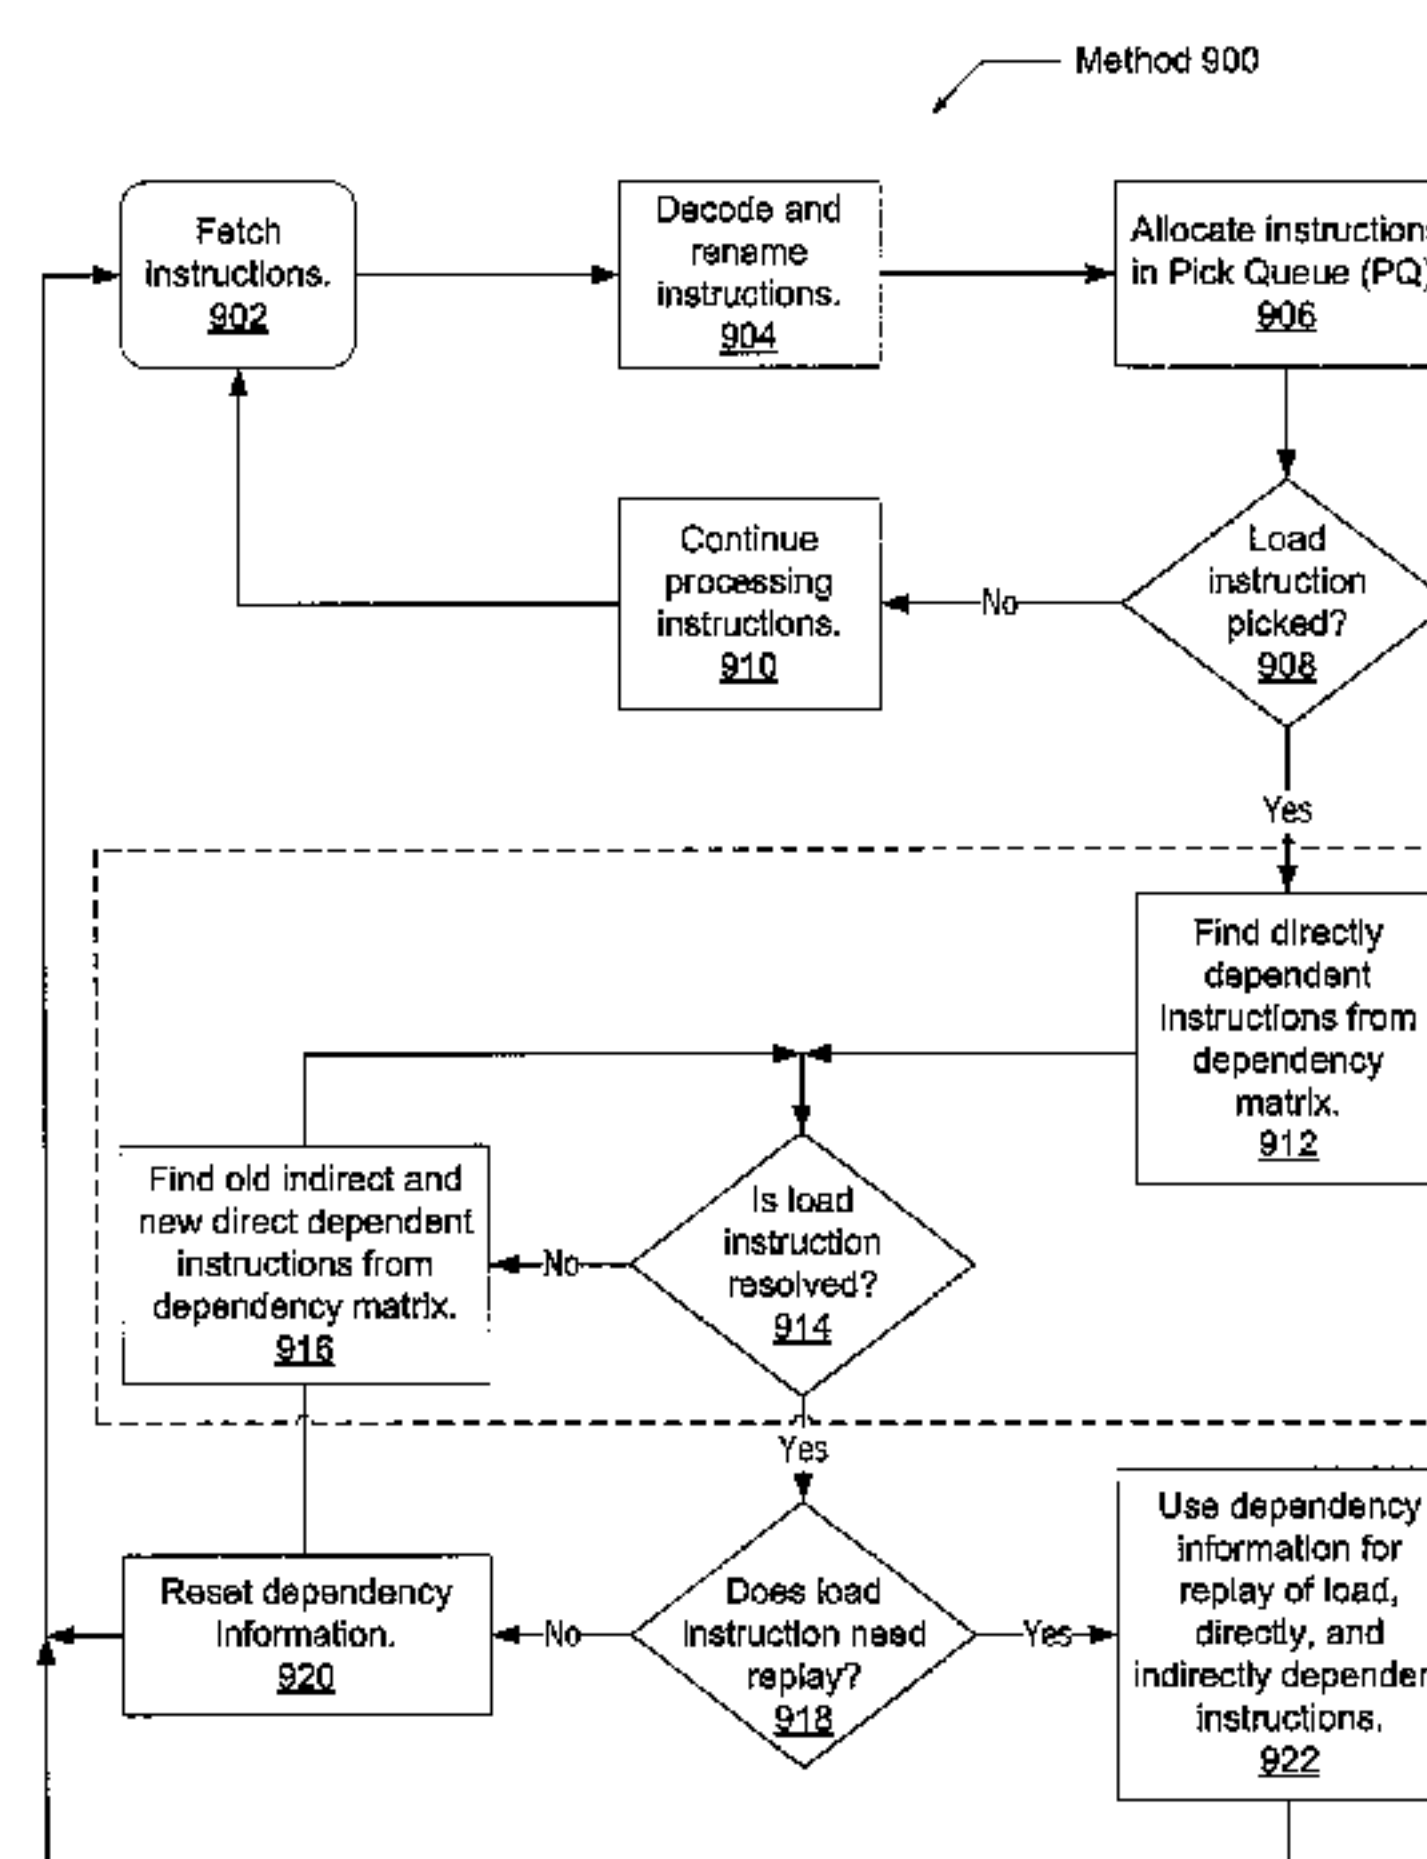 Method 900
Fetch
instructions.
902
Decode and
rename
instructions.
904
Allocate instructions
in Pick Queue (PQ)
906
Continue
processing
instructions.
910
No
Load
instruction
picked?
908
Yes
Find directly
dependent
instructions from
dependency
matrix.
912
Find old indirect and
new direct dependent
instructions from
dependency matrix.
916
No
Is load
instruction
resolved?
914
Yes
Reset dependency
information.
920
No
Does load
instruction need
replay?
918
Yes
Use dependency
information for
replay of load,
directly, and
indirectly dependen
instructions.
922